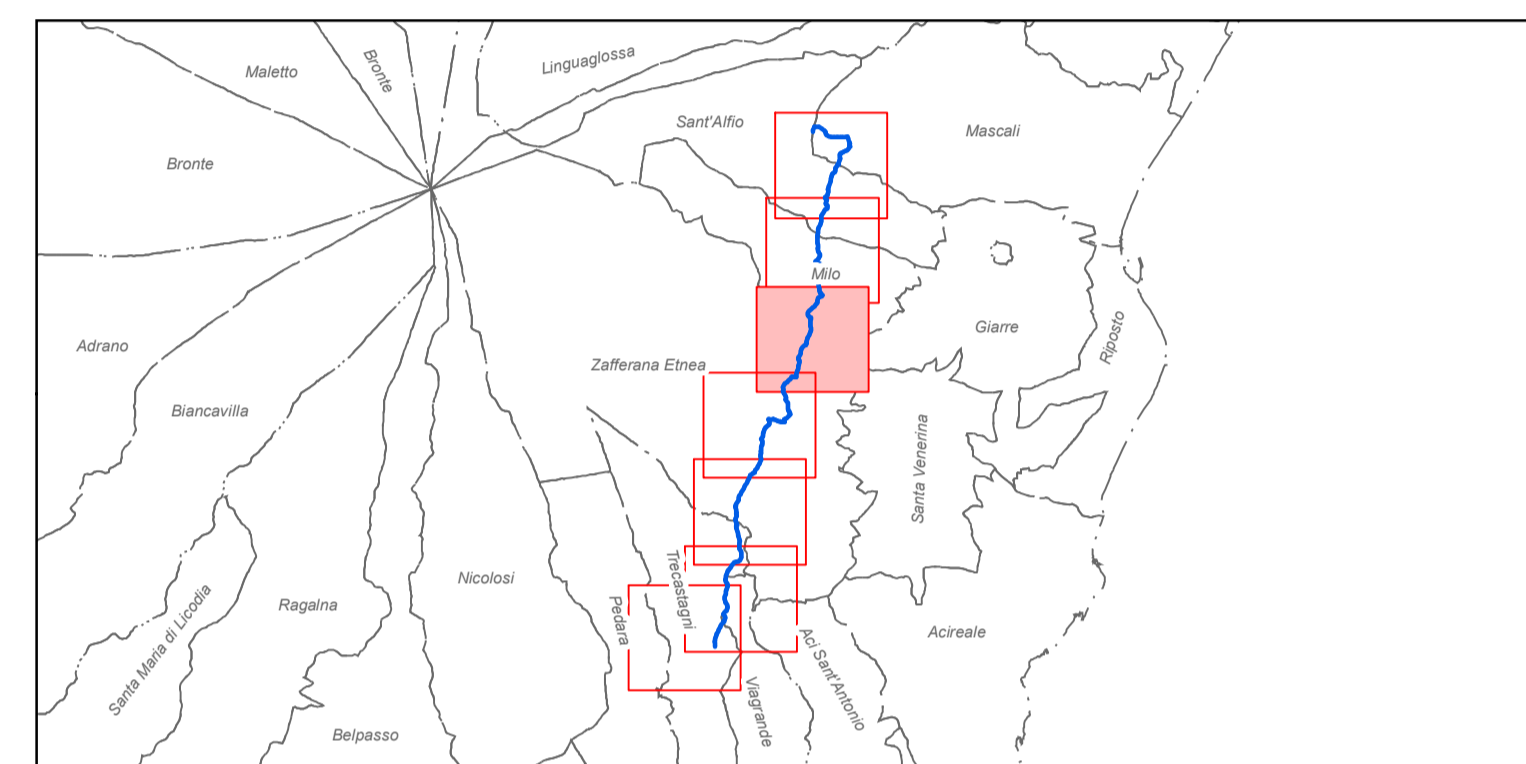 Linguaglossa
Maletto
Bronte
Sant'Alfio
Mascali
Bronte
Milo
Giarre
Riposto
Adrano
Zafferana Etnea
Biancavilla
Santa Venerina
Nicolosi
Trecastagni
Ragalna
Pedara
Santa Maria di Licodia
Acireale
Aci Sant'Antonio
Viagrande
Belpasso